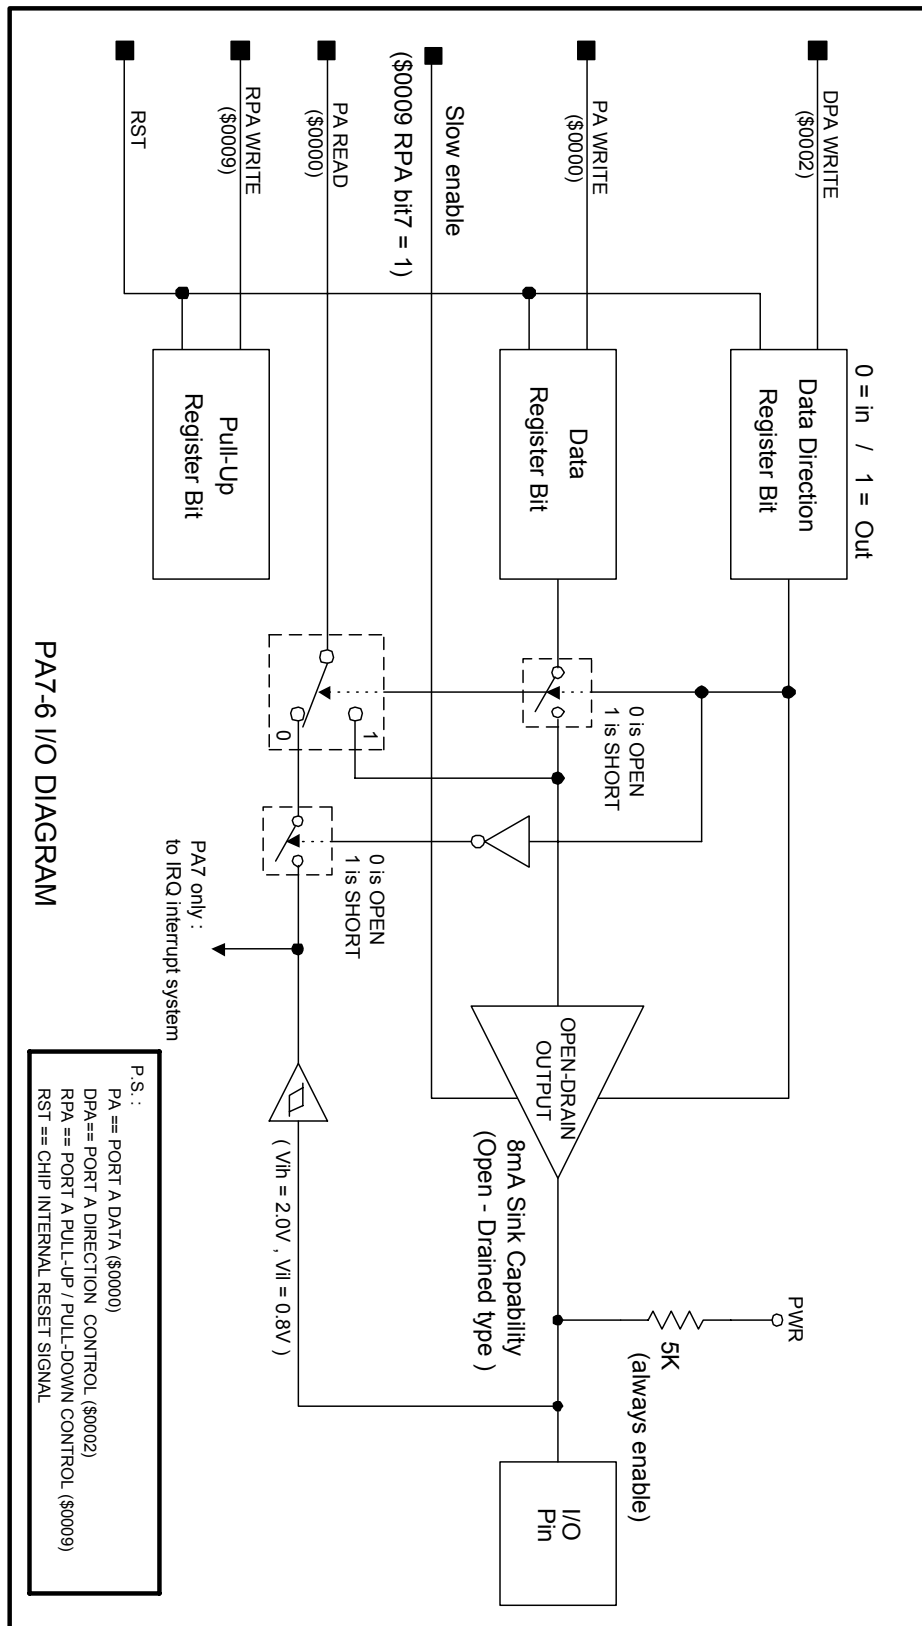 DPA WRITE
($0002)
PA WRITE
($0000)
Slow enable
($0009 RPA bit7 = 1)
PA READ
($0000)
RPA WRITE
($0009)
RST
0 = in / 1 = Out
Data Direction
Register Bit
Data
Register Bit
Pull-Up
Register Bit
0 is OPEN
1 is SHORT
1
0
0 is OPEN
1 is SHORT
PA7 only :
to IRQ interrupt system
OPEN-DRAIN
OUTPUT
8mA Sink Capability
(Open - Drained type )
( Vih = 2.0V , Vil = 0.8V )
PWR
5K
(always enable)
I/O
Pin
PA7-6 I/O DIAGRAM
P.S. :
PA == PORT A DATA ($0000)
DPA== PORT A DIRECTION CONTROL ($0002)
RPA == PORT A PULL-UP / PULL-DOWN CONTROL ($0009)
RST == CHIP INTERNAL RESET SIGNAL